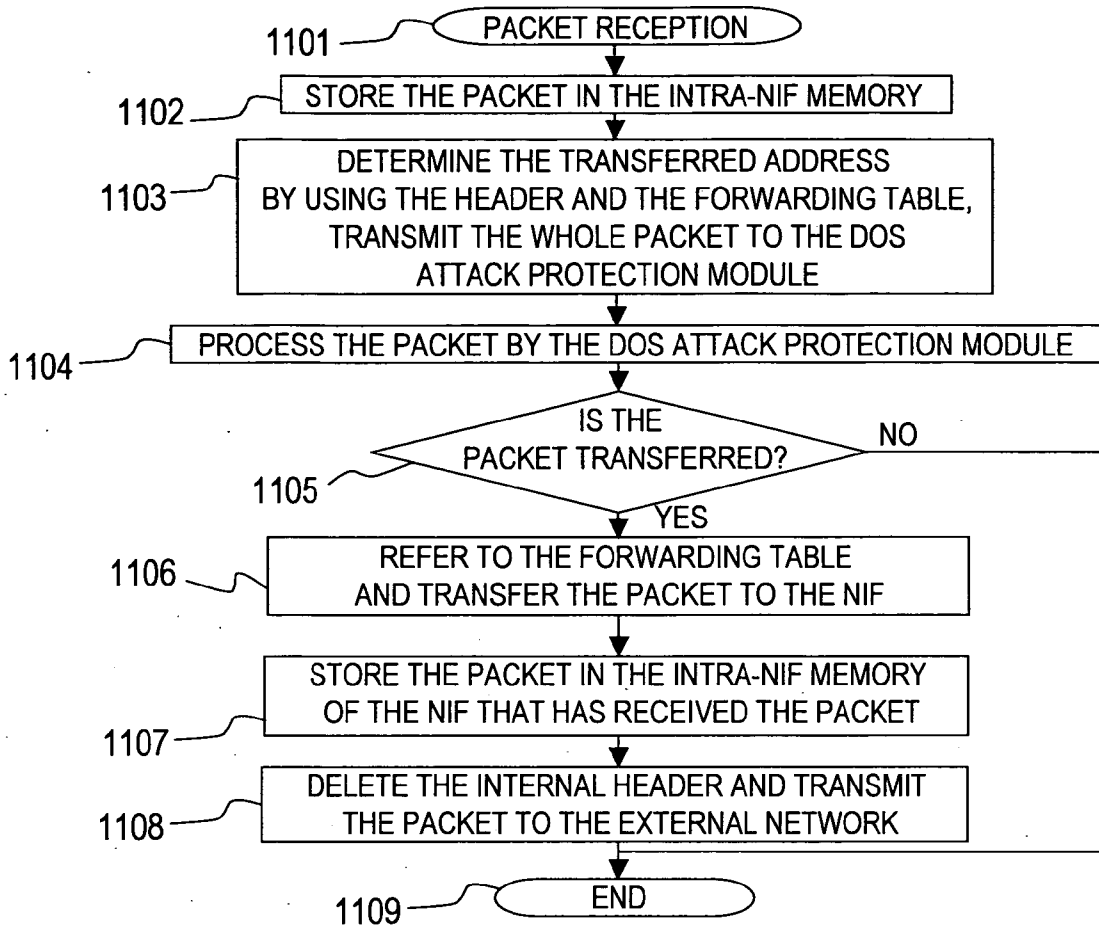 1101
PACKET RECEPTION
1102
STORE THE PACKET IN THE INTRA-NIF MEMORY
1103
DETERMINE THE TRANSFERRED ADDRESS
BY USING THE HEADER AND THE FORWARDING TABLE,
TRANSMIT THE WHOLE PACKET TO THE DOS
ATTACK PROTECTION MODULE
1104
PROCESS THE PACKET BY THE DOS ATTACK PROTECTION MODULE
1105
IS THE
PACKET TRANSFERRED?
NO
YES
1106
REFER TO THE FORWARDING TABLE
AND TRANSFER THE PACKET TO THE NIF
1107
STORE THE PACKET IN THE INTRA-NIF MEMORY
OF THE NIF THAT HAS RECEIVED THE PACKET
1108
DELETE THE INTERNAL HEADER AND TRANSMIT
THE PACKET TO THE EXTERNAL NETWORK
1109
END